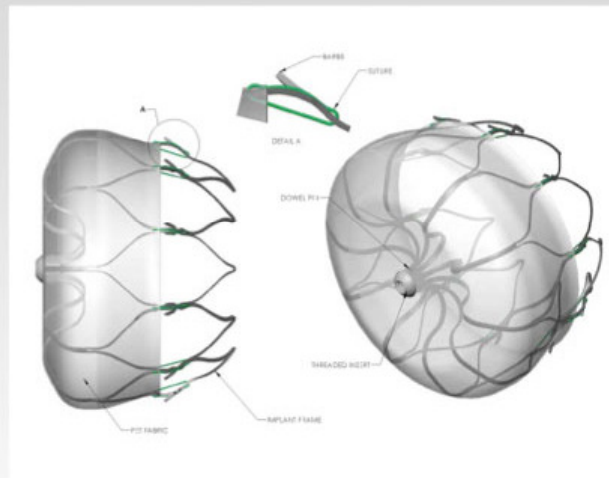 BARBS
SUTURE
A
DETAIL A
DOWEL PIN
THREADED INSERT
IMPLANT FRAME
PET FABRIC